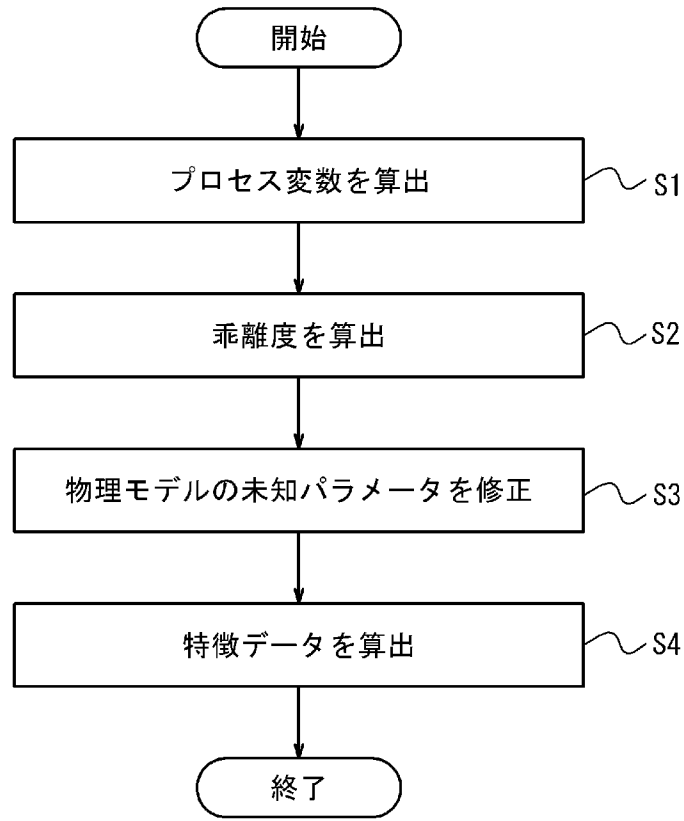 開始
プロセス変数を算出
S1
乖離度を算出
S2
物理モデルの未知パラメータを修正
S3
特徴データを算出
S4
終了